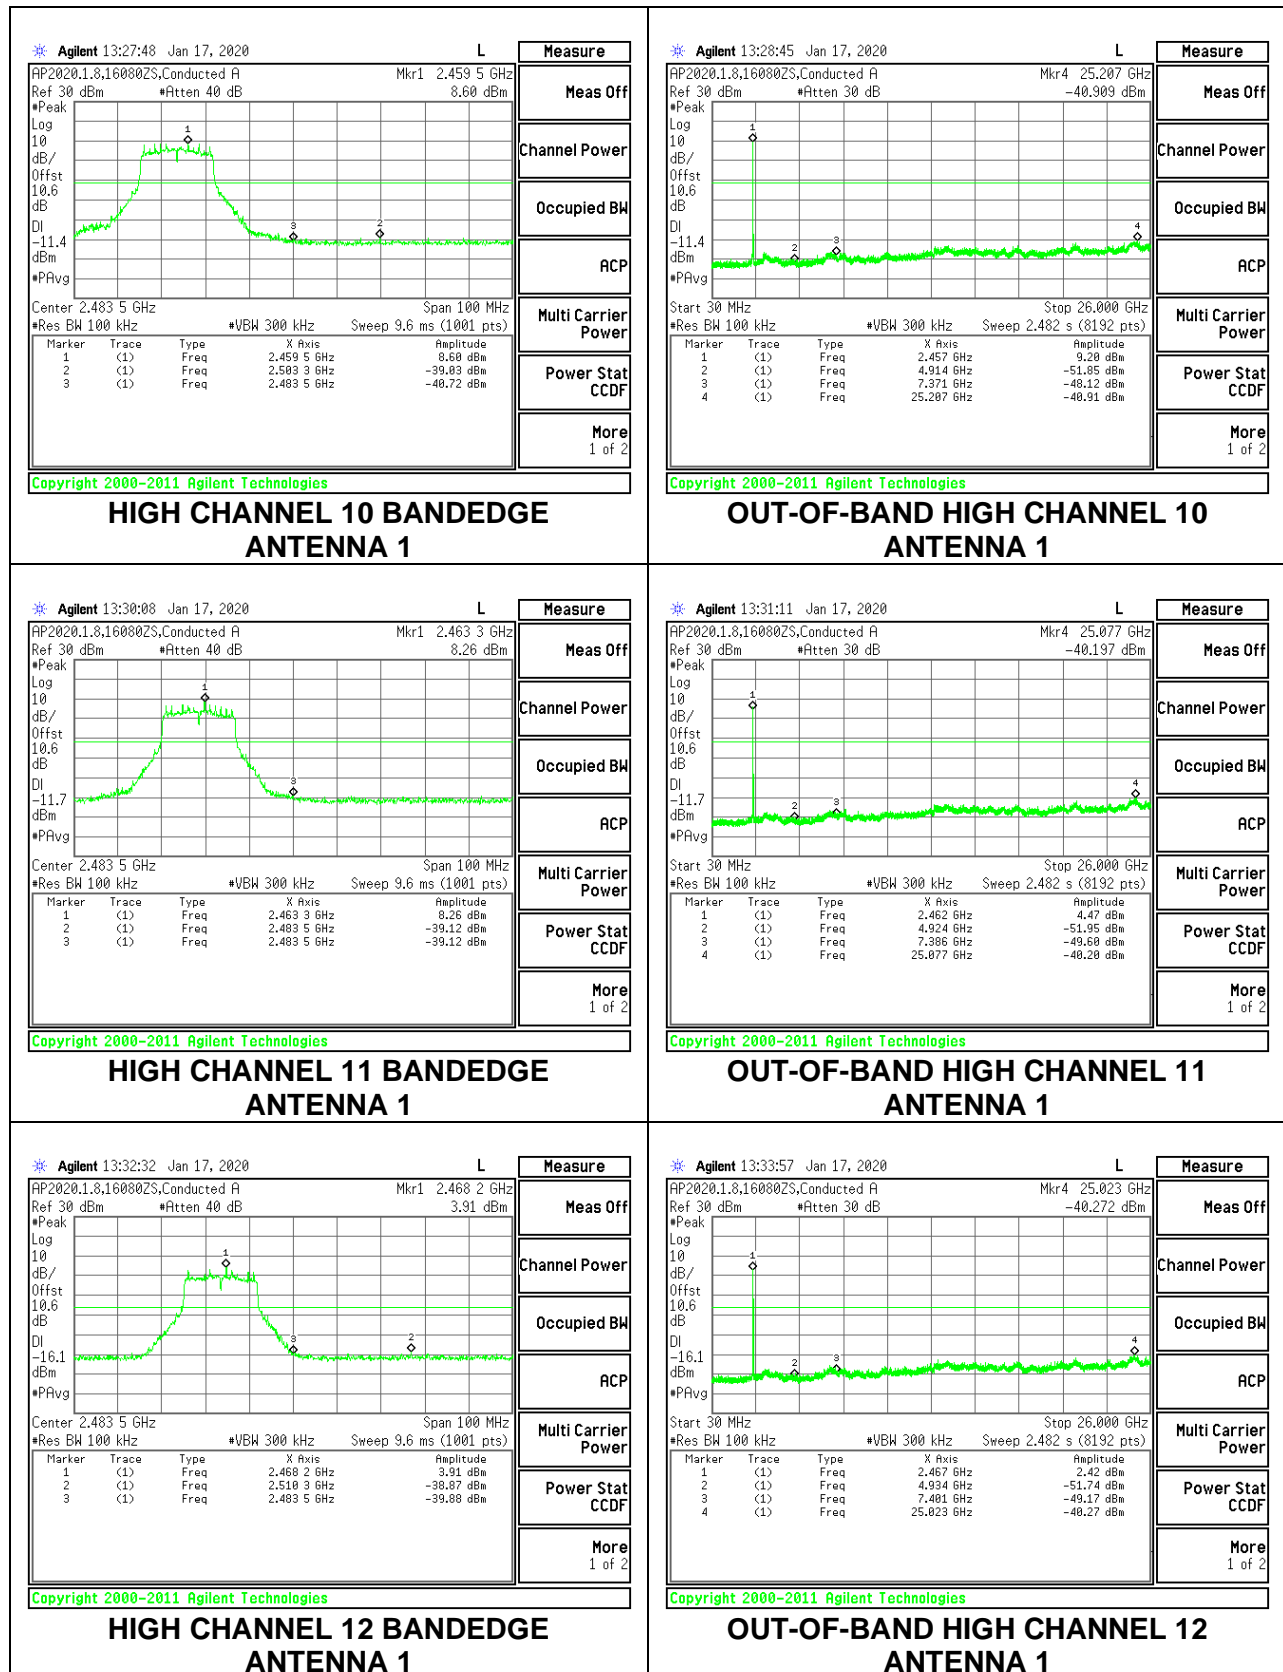 Agilent 13:27:48 Jan 17, 2020 L
Measure
AP2020.1.8,16080ZS,Conducted A Mkr1 2.459 5 GHz
Ref 30 dBm #Atten 40 dB 8.60 dBm
Meas Off
#Peak
Log
10
dB/
Offst
10.6
dB
DI
-11.4
dBm
#PAvg
1
3
2
Channel Power
Occupied BW
ACP
Center 2.483 5 GHz Span 100 MHz
#Res BW 100 kHz #VBW 300 kHz Sweep 9.6 ms (1001 pts)
Multi Carrier
Power
Marker Trace Type X Axis Amplitude
1 (1) Freq 2.459 5 GHz 8.60 dBm
2 (1) Freq 2.503 3 GHz -39.03 dBm
3 (1) Freq 2.483 5 GHz -40.72 dBm
Power Stat
CCDF
More
1 of 2
Copyright 2000-2011 Agilent Technologies
HIGH CHANNEL 10 BANDEDGE
ANTENNA 1
Agilent 13:28:45 Jan 17, 2020 L
Measure
AP2020.1.8,16080ZS,Conducted A Mkr4 25.207 GHz
Ref 30 dBm #Atten 30 dB -40.909 dBm
Meas Off
#Peak
Log
10
dB/
Offst
10.6
dB
DI
-11.4
dBm
#PAvg
1
2
3
4
Channel Power
Occupied BW
ACP
Start 30 MHz Stop 26.000 GHz
#Res BW 100 kHz #VBW 300 kHz Sweep 2.482 s (8192 pts)
Multi Carrier
Power
Marker Trace Type X Axis Amplitude
1 (1) Freq 2.457 GHz 9.20 dBm
2 (1) Freq 4.914 GHz -51.85 dBm
3 (1) Freq 7.371 GHz -48.12 dBm
4 (1) Freq 25.207 GHz -40.91 dBm
Power Stat
CCDF
More
1 of 2
Copyright 2000-2011 Agilent Technologies
OUT-OF-BAND HIGH CHANNEL 10
ANTENNA 1
Agilent 13:30:08 Jan 17, 2020 L
Measure
AP2020.1.8,16080ZS,Conducted A Mkr1 2.463 3 GHz
Ref 30 dBm #Atten 40 dB 8.26 dBm
Meas Off
#Peak
Log
10
dB/
Offst
10.6
dB
DI
-11.7
dBm
#PAvg
1
3
Channel Power
Occupied BW
ACP
Center 2.483 5 GHz Span 100 MHz
#Res BW 100 kHz #VBW 300 kHz Sweep 9.6 ms (1001 pts)
Multi Carrier
Power
Marker Trace Type X Axis Amplitude
1 (1) Freq 2.463 3 GHz 8.26 dBm
2 (1) Freq 2.483 5 GHz -39.12 dBm
3 (1) Freq 2.483 5 GHz -39.12 dBm
Power Stat
CCDF
More
1 of 2
Copyright 2000-2011 Agilent Technologies
HIGH CHANNEL 11 BANDEDGE
ANTENNA 1
Agilent 13:31:11 Jan 17, 2020 L
Measure
AP2020.1.8,16080ZS,Conducted A Mkr4 25.077 GHz
Ref 30 dBm #Atten 30 dB -40.197 dBm
Meas Off
#Peak
Log
10
dB/
Offst
10.6
dB
DI
-11.7
dBm
#PAvg
1
2
3
4
Channel Power
Occupied BW
ACP
Start 30 MHz Stop 26.000 GHz
#Res BW 100 kHz #VBW 300 kHz Sweep 2.482 s (8192 pts)
Multi Carrier
Power
Marker Trace Type X Axis Amplitude
1 (1) Freq 2.462 GHz 4.47 dBm
2 (1) Freq 4.924 GHz -51.95 dBm
3 (1) Freq 7.386 GHz -49.60 dBm
4 (1) Freq 25.077 GHz -40.20 dBm
Power Stat
CCDF
More
1 of 2
Copyright 2000-2011 Agilent Technologies
OUT-OF-BAND HIGH CHANNEL 11
ANTENNA 1
Agilent 13:32:32 Jan 17, 2020 L
Measure
AP2020.1.8,16080ZS,Conducted A Mkr1 2.468 2 GHz
Ref 30 dBm #Atten 40 dB 3.91 dBm
Meas Off
#Peak
Log
10
dB/
Offst
10.6
dB
DI
-16.1
dBm
#PAvg
1
3
2
Channel Power
Occupied BW
ACP
Center 2.483 5 GHz Span 100 MHz
#Res BW 100 kHz #VBW 300 kHz Sweep 9.6 ms (1001 pts)
Multi Carrier
Power
Marker Trace Type X Axis Amplitude
1 (1) Freq 2.468 2 GHz 3.91 dBm
2 (1) Freq 2.510 3 GHz -38.87 dBm
3 (1) Freq 2.483 5 GHz -39.88 dBm
Power Stat
CCDF
More
1 of 2
Copyright 2000-2011 Agilent Technologies
HIGH CHANNEL 12 BANDEDGE
ANTENNA 1
Agilent 13:33:57 Jan 17, 2020 L
Measure
AP2020.1.8,16080ZS,Conducted A Mkr4 25.023 GHz
Ref 30 dBm #Atten 30 dB -40.272 dBm
Meas Off
#Peak
Log
10
dB/
Offst
10.6
dB
DI
-16.1
dBm
#PAvg
1
2
3
4
Channel Power
Occupied BW
ACP
Start 30 MHz Stop 26.000 GHz
#Res BW 100 kHz #VBW 300 kHz Sweep 2.482 s (8192 pts)
Multi Carrier
Power
Marker Trace Type X Axis Amplitude
1 (1) Freq 2.467 GHz 2.42 dBm
2 (1) Freq 4.934 GHz -51.74 dBm
3 (1) Freq 7.401 GHz -49.17 dBm
4 (1) Freq 25.023 GHz -40.27 dBm
Power Stat
CCDF
More
1 of 2
Copyright 2000-2011 Agilent Technologies
OUT-OF-BAND HIGH CHANNEL 12
ANTENNA 1